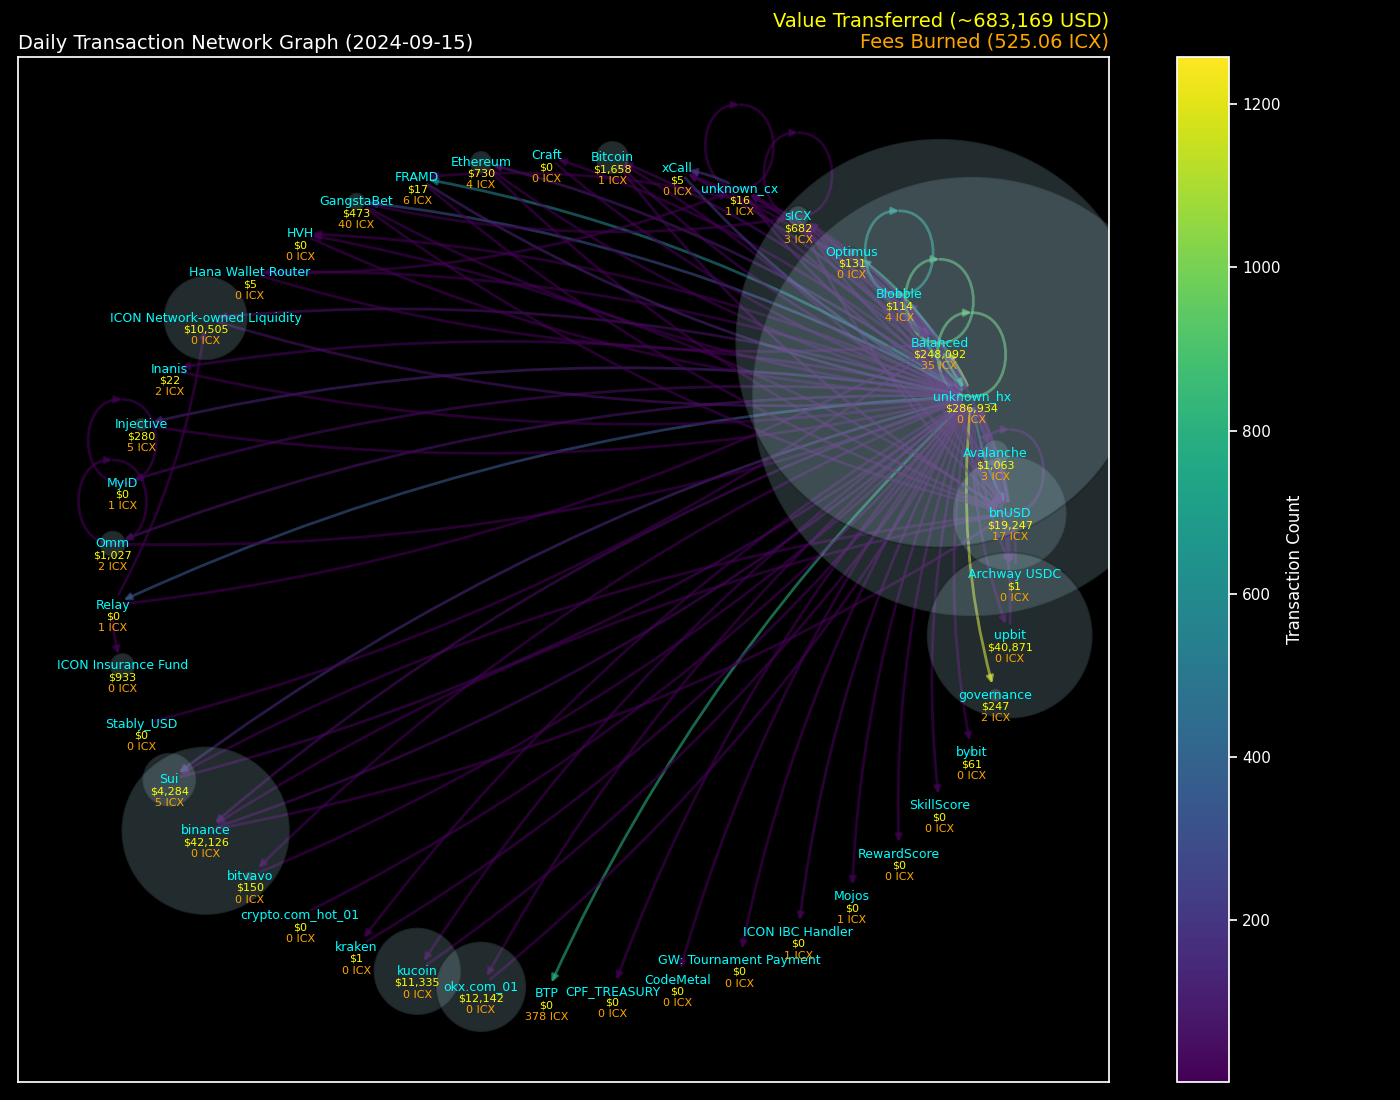 Value Transferred (~683,169 USD)
Daily Transaction Network Graph (2024-09-15)
Fees Burned (525.06 ICX)
Craft
$0
0 ICX
Bitcoin
$1,658
1 ICX
Ethereum
$730
4 ICX
xCall
$5
0 ICX
FRAMD
$17
6 ICX
unknown_cx
$16
1 ICX
GangstaBet
$473
40 ICX
sICX
$682
3 ICX
HVH
$0
0 ICX
Optimus
$131
0 ICX
Hana Wallet Router
$5
0 ICX
Blobble
$114
4 ICX
ICON Network-owned Liquidity
$10,505
0 ICX
Balanced
$248,092
35 ICX
Inanis
$22
2 ICX
unknown_hx
$286,934
0 ICX
Injective
$280
5 ICX
Avalanche
$1,063
3 ICX
MyID
$0
1 ICX
bnUSD
$19,247
17 ICX
Omm
$1,027
2 ICX
Archway USDC
$1
0 ICX
Relay
$0
1 ICX
upbit
$40,871
0 ICX
ICON Insurance Fund
$933
0 ICX
governance
$247
2 ICX
Stably_USD
$0
0 ICX
bybit
$61
0 ICX
Sui
$4,284
5 ICX
SkillScore
$0
0 ICX
binance
$42,126
0 ICX
RewardScore
$0
0 ICX
bitvavo
$150
0 ICX
Mojos
$0
1 ICX
crypto.com_hot_01
$0
0 ICX
ICON IBC Handler
$0
1 ICX
kraken
$1
0 ICX
GW: Tournament Payment
$0
0 ICX
kucoin
$11,335
0 ICX
CodeMetal
$0
0 ICX
okx.com_01
$12,142
0 ICX
BTP
$0
378 ICX
CPF_TREASURY
$0
0 ICX
1200
1000
800
600
400
200
Transaction Count